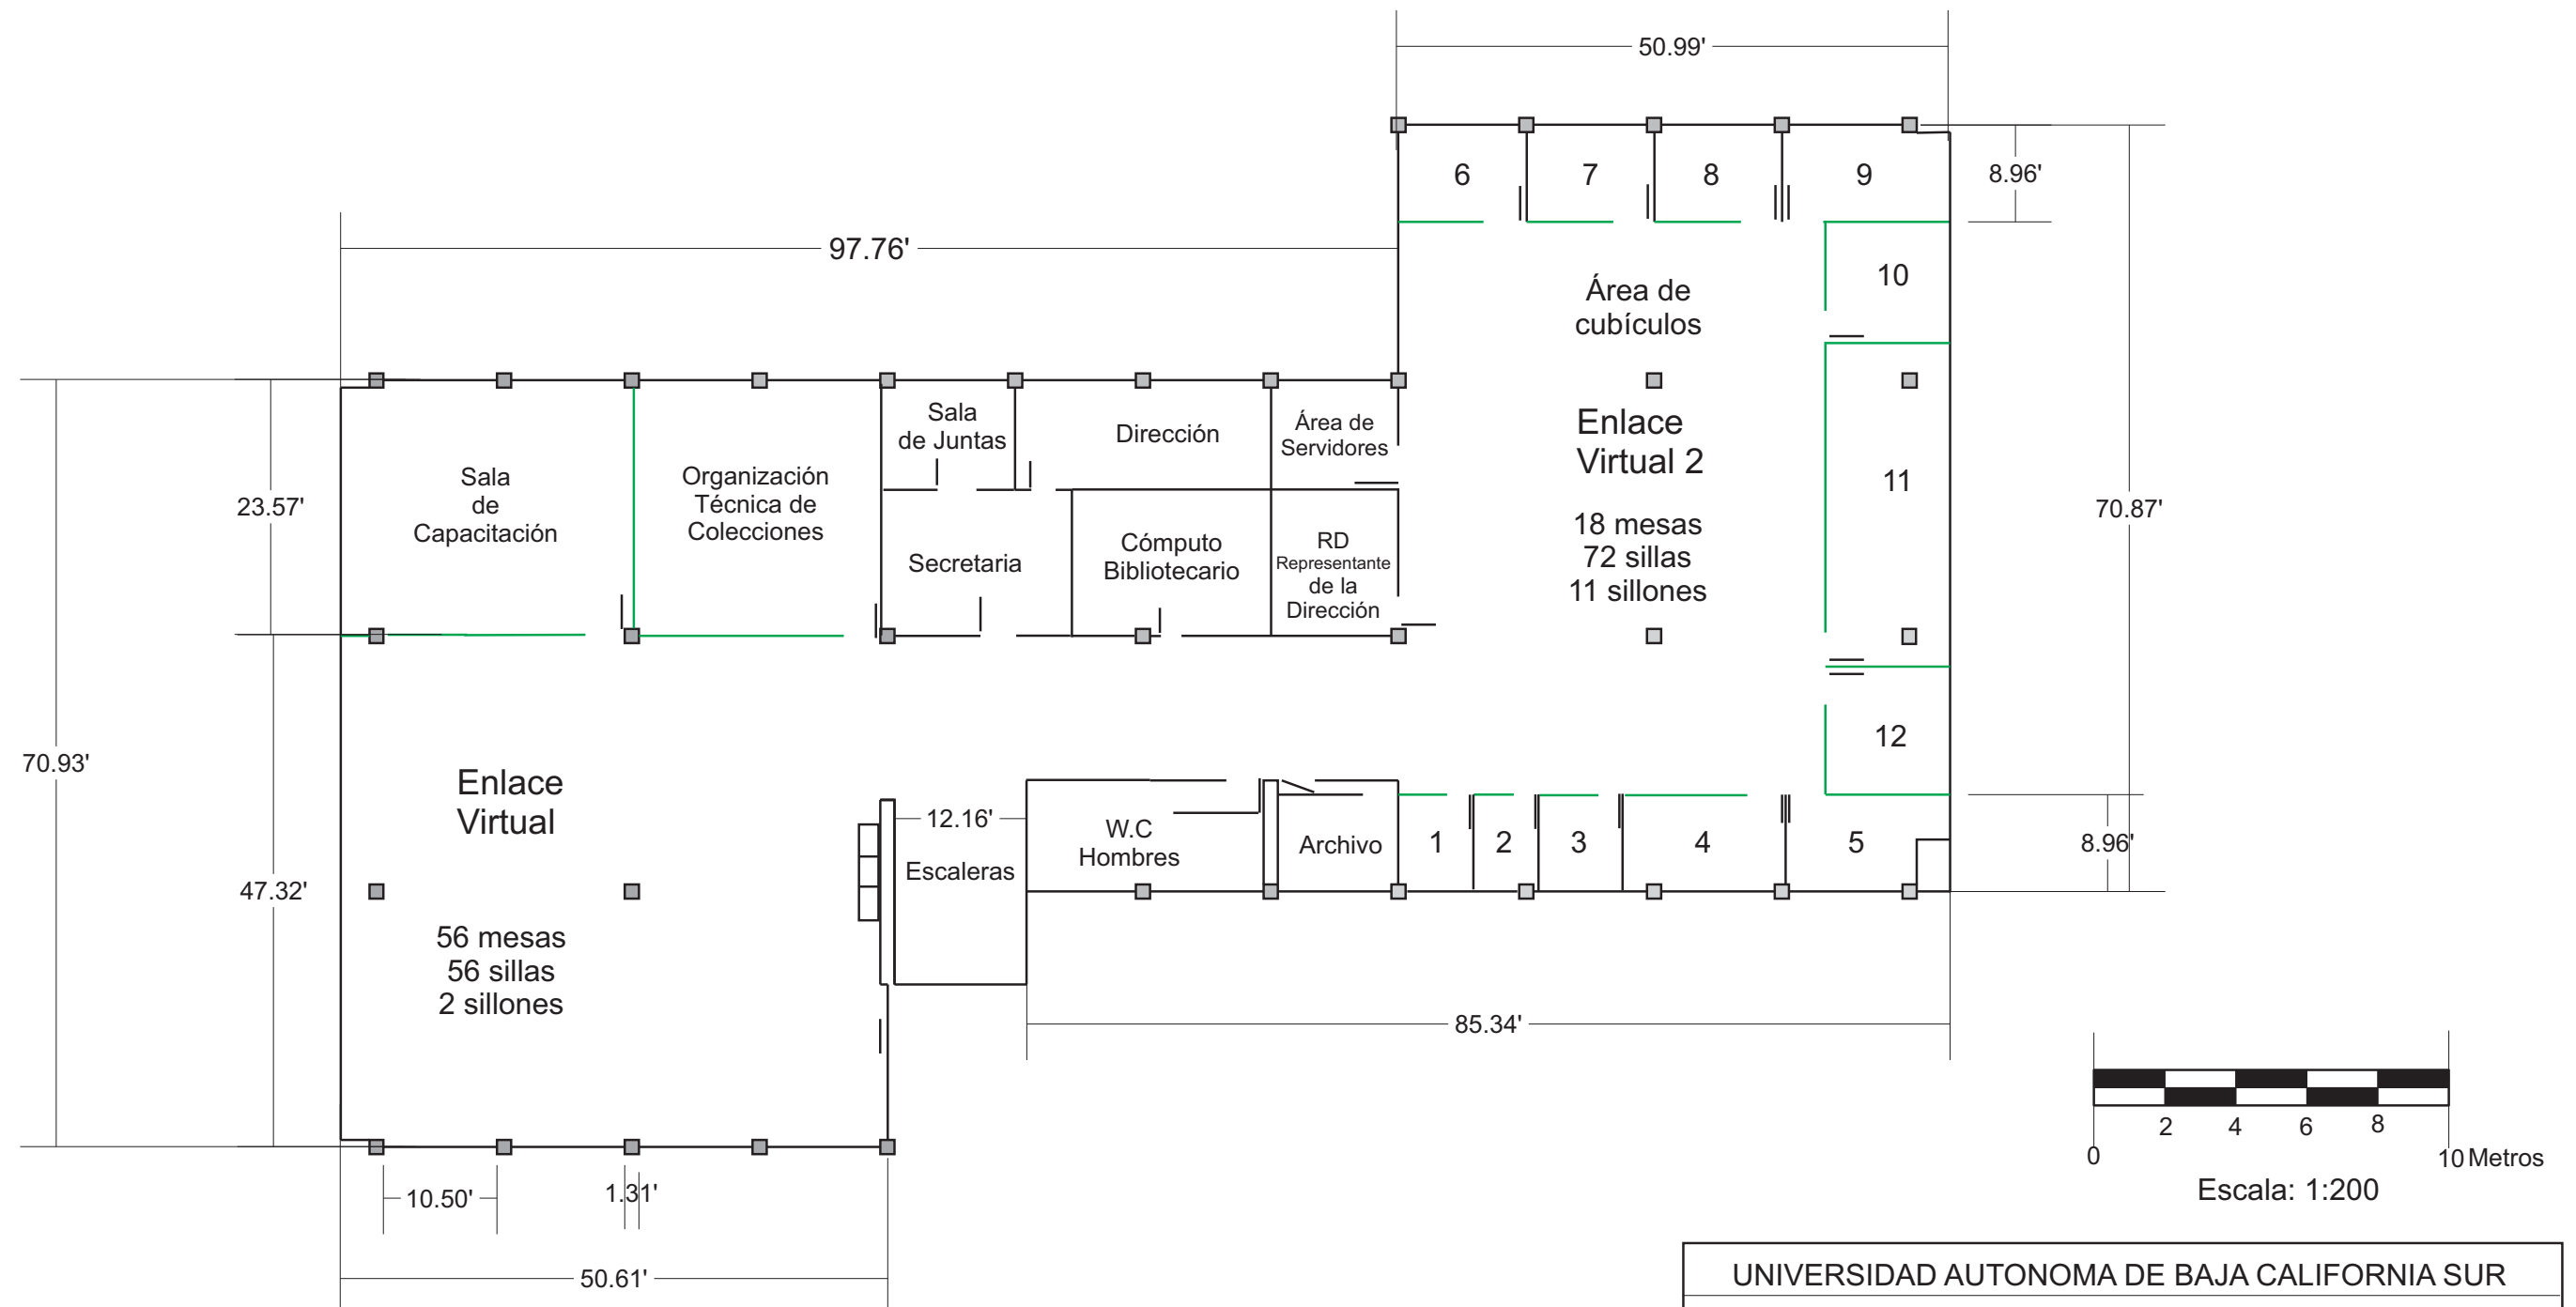 50.99'
6
7
8
9
8.96'
97.76'
10
Área de
cubículos
Sala
de Juntas
Dirección
Área de
Servidores
Enlace
Virtual 2
Sala
de
Capacitación
Organización
Técnica de
Colecciones
11
23.57'
70.87'
18 mesas
72 sillas
11 sillones
Secretaria
Cómputo
Bibliotecario
RD
Representante
de la
Dirección
12
70.93'
Enlace
Virtual
12.16'
Escaleras
W.C
Hombres
Archivo
1
2
3
4
5
8.96'
47.32'
56 mesas
56 sillas
2 sillones
85.34'
2
4
6
8
0
10 Metros
Escala: 1:200
10.50'
1.31'
50.61'
UNIVERSIDAD AUTONOMA DE BAJA CALIFORNIA SUR